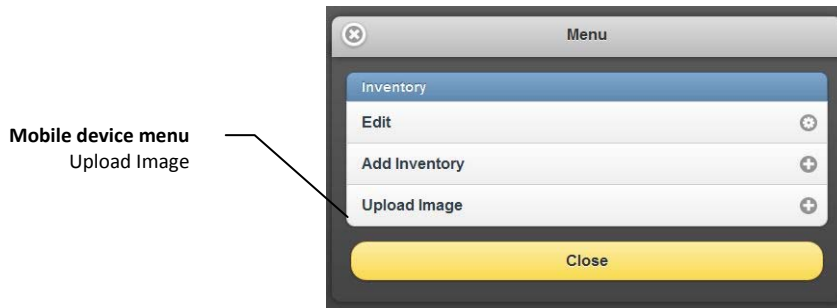 Menu
Inventory
Edit
Mobile device menu
Upload Image
Add Inventory
Upload Image
Close